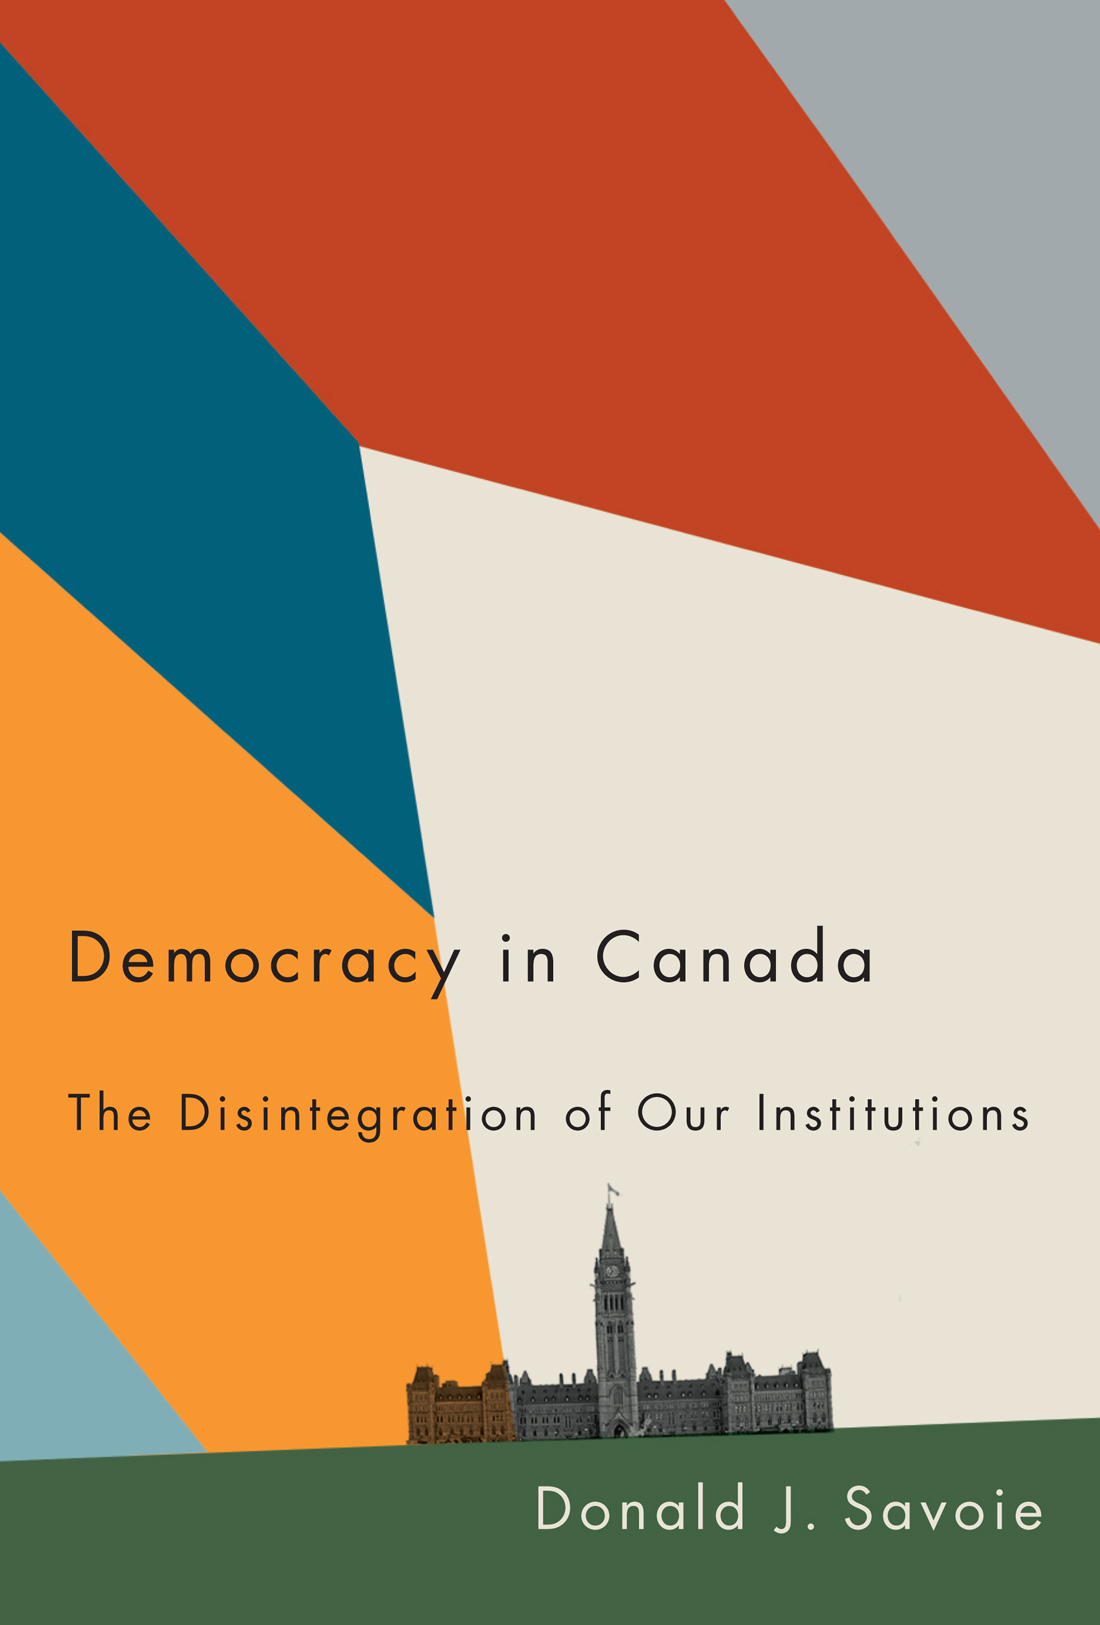 Democracy in Canada
The Disintegration of Our Institutions
Donald J. Savoie